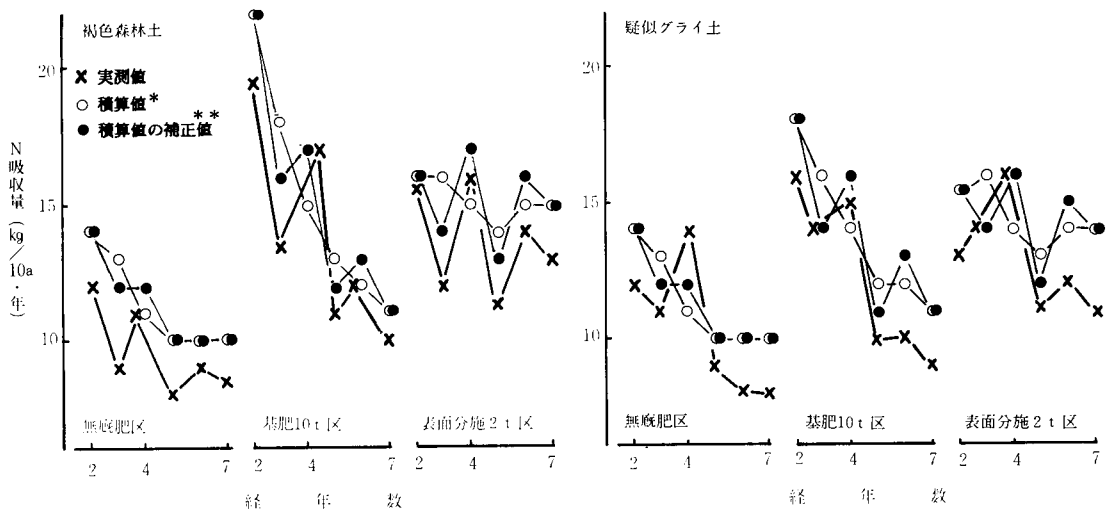 褐色森林土
× 実測値
○ 積算値*
● 積算値の補正値**
N吸収量(kg/10a・年)
20
15
10
無厩肥区
基肥10t区
表面分施2t区
2 4 7
2 4 7
2 4 7
経年数
疑似グライ土
20
15
10
無厩肥区
基肥10t区
表面分施2t区
2 4 7
2 4 7
2 4 7
経年数